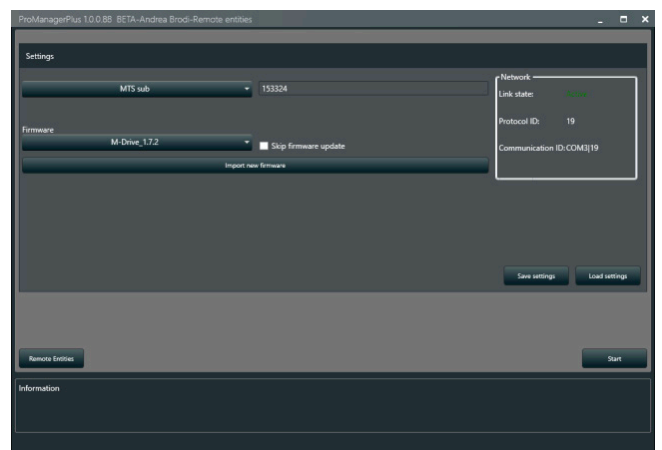 ProManagerPlus 1.0.0.88 BETA-Andrea Brodi-Remote entities
Settings
MTS sub
153324
Network
Link state:
Protocol ID: 19
Communication ID: COM3|19
Firmware
M-Drive_1.7.2
Skip firmware update
Import new firmware
Save settings
Load settings
Remote Entities
Start
Information